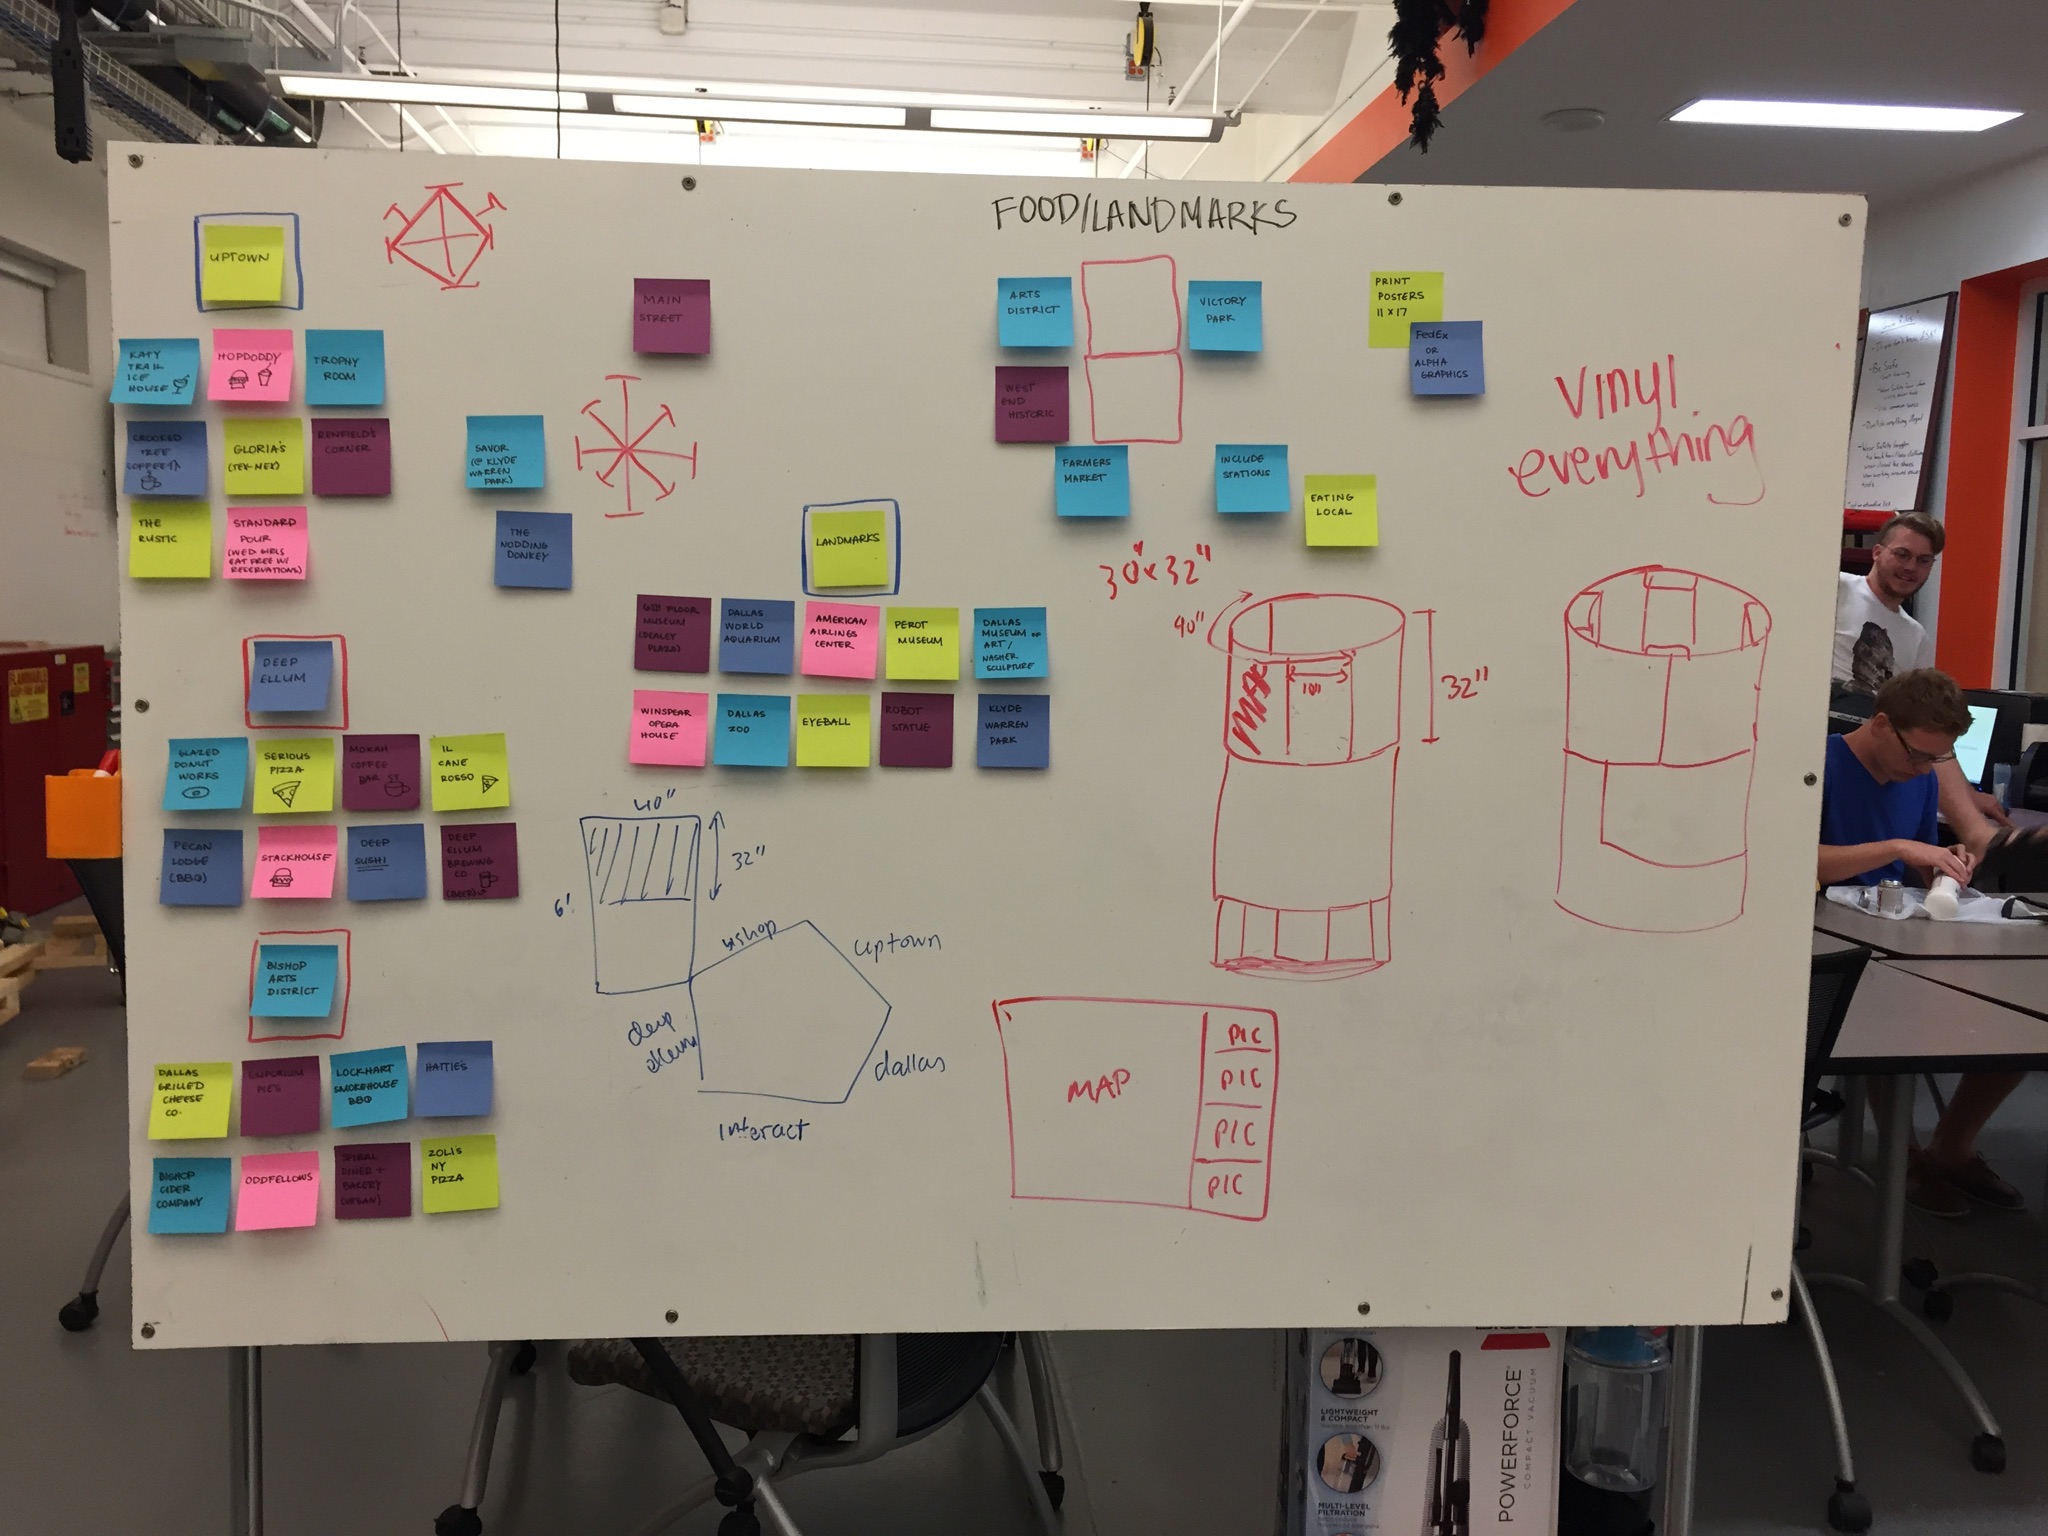 FOOD/LANDMARKS
UPTOWN
KATY
TRAIL
ICE
HOUSE
HOPDODDY
TROPHY
ROOM
CROOKED
TREE
COFFEE
GLORIA'S
(TEX-MEX)
RENFIELD'S
CORNER
THE
RUSTIC
STANDARD
POUR
(WED GIRLS
EAT FREE W/
RESERVATIONS)
SAVOR
(@ KLYDE
WARREN
PARK)
THE
NODDING
DONKEY
MAIN
STREET
DEEP
ELLUM
GLAZED
DONUT
WORKS
SERIOUS
PIZZA
MOKAH
COFFEE
BAR
IL
CANE
ROSSO
PECAN
LODGE
(BBQ)
STACKHOUSE
DEEP
SUSHI
DEEP
ELLUM
BREWING
CO
(BEER)
BISHOP
ARTS
DISTRICT
DALLAS
GRILLED
CHEESE
CO.
EMPORIUM
PIES
LOCKHART
SMOKEHOUSE
BBQ
HATTIE'S
BISHOP
CIDER
COMPANY
ODDFELLOWS
SPIRAL
DINER +
BAKERY
(VEGAN)
ZOLI'S
NY
PIZZA
LANDMARKS
6TH FLOOR
MUSEUM
(DEALEY
PLAZA)
DALLAS
WORLD
AQUARIUM
AMERICAN
AIRLINES
CENTER
PEROT
MUSEUM
DALLAS
MUSEUM OF
ART /
NASHER
SCULPTURE
WINSPEAR
OPERA
HOUSE
DALLAS
ZOO
EYEBALL
ROBOT
STATUE
KLYDE
WARREN
PARK
ARTS
DISTRICT
VICTORY
PARK
WEST
END
HISTORIC
FARMERS
MARKET
INCLUDE
STATIONS
EATING
LOCAL
PRINT
POSTERS
11 X 17
FedEx
OR
ALPHA
GRAPHICS
vinyl
everything
30" x 32"
40"
10"
32"
40"
32"
6'
bishop
uptown
deep
ellum
dallas
interact
MAP
PIC
PIC
PIC
PIC
LIGHTWEIGHT
& COMPACT
MULTI-LEVEL
FILTRATION
POWERFORCE
COMPACT VACUUM